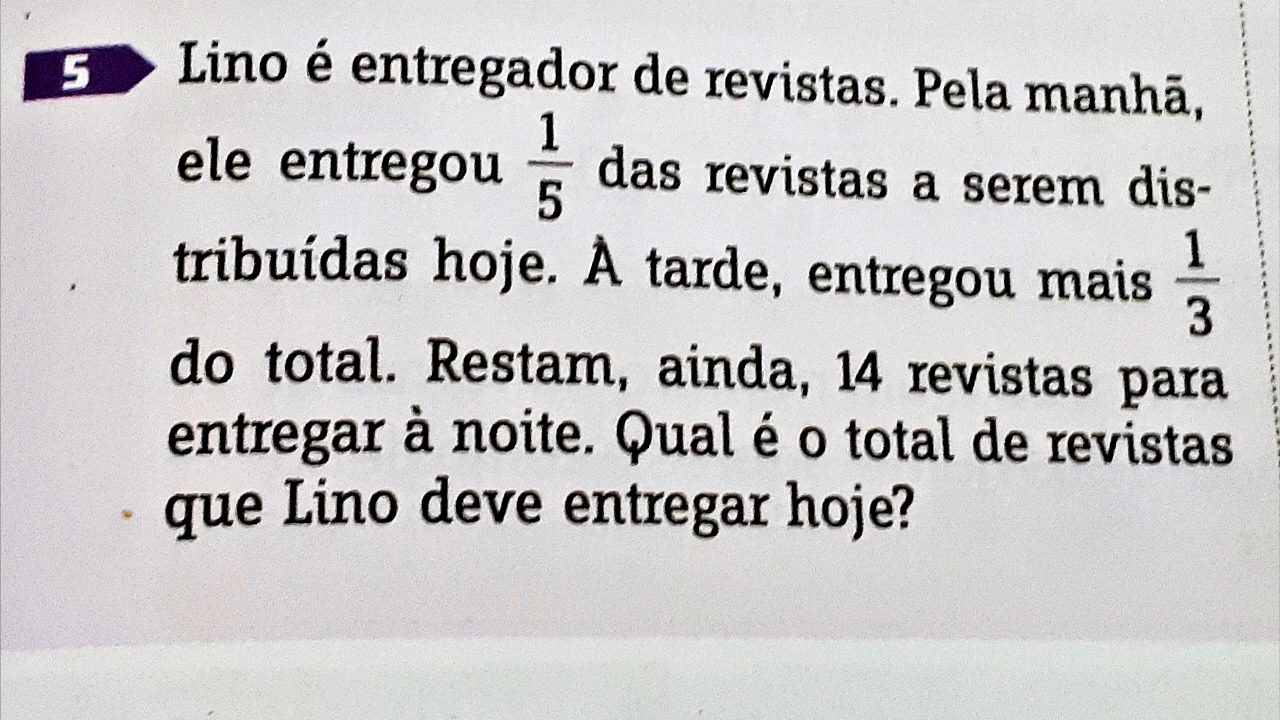 5 Lino é entregador de revistas. Pela manhã,
ele entregou 1/5 das revistas a serem dis-
tribuídas hoje. À tarde, entregou mais 1/3
do total. Restam, ainda, 14 revistas para
entregar à noite. Qual é o total de revistas
que Lino deve entregar hoje?